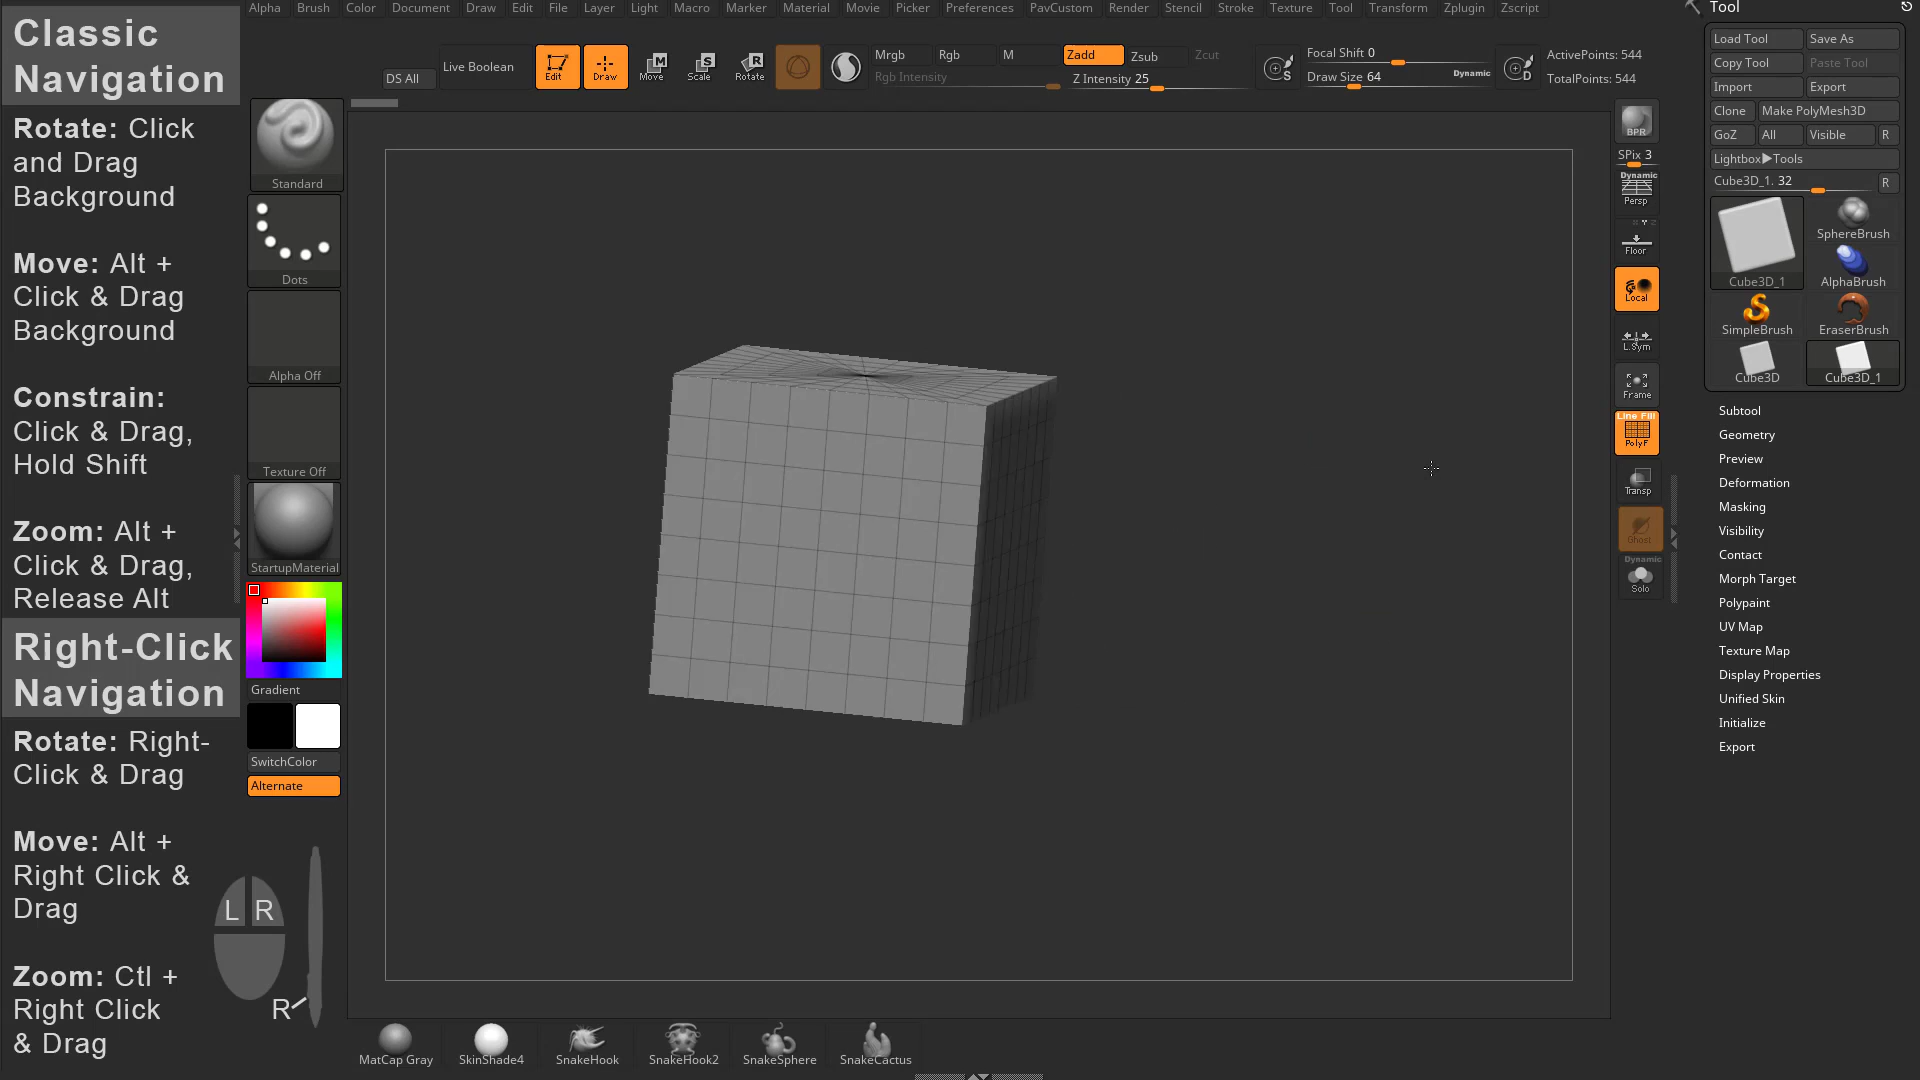 Alpha Brush Color Document Draw Edit File Layer Light Macro Marker Material Movie Picker Preferences PavCustom Render Stencil Stroke Texture Tool Transform Zplugin Zscript
Tool
Classic
Navigation
Rotate: Click
and Drag
Background
Move: Alt +
Click & Drag
Background
Constrain:
Click & Drag,
Hold Shift
Zoom: Alt +
Click & Drag,
Release Alt
Right-Click
Navigation
Rotate: Right-
Click & Drag
Move: Alt +
Right Click &
Drag
Zoom: Ctl +
Right Click
& Drag
L R
R
DS All
Live Boolean
Edit
Draw
Move
Scale
Rotate
Mrgb Rgb M
Rgb Intensity
Zadd Zsub Zcut
Z Intensity 25
S
Focal Shift 0
Draw Size 64 Dynamic
D
ActivePoints: 544
TotalPoints: 544
Standard
Dots
Alpha Off
Texture Off
StartupMaterial
Gradient
SwitchColor
Alternate
BPR
SPix 3
Dynamic
Persp
Floor
Local
L.Sym
Frame
Line Fill
PolyF
Transp
Ghost
Dynamic
Solo
Load Tool Save As
Copy Tool Paste Tool
Import Export
Clone Make PolyMesh3D
GoZ All Visible R
Lightbox▶Tools
Cube3D_1. 32 R
Cube3D_1
SphereBrush
AlphaBrush
SimpleBrush EraserBrush
Cube3D Cube3D_1
Subtool
Geometry
Preview
Deformation
Masking
Visibility
Contact
Morph Target
Polypaint
UV Map
Texture Map
Display Properties
Unified Skin
Initialize
Export
MatCap Gray SkinShade4 SnakeHook SnakeHook2 SnakeSphere SnakeCactus